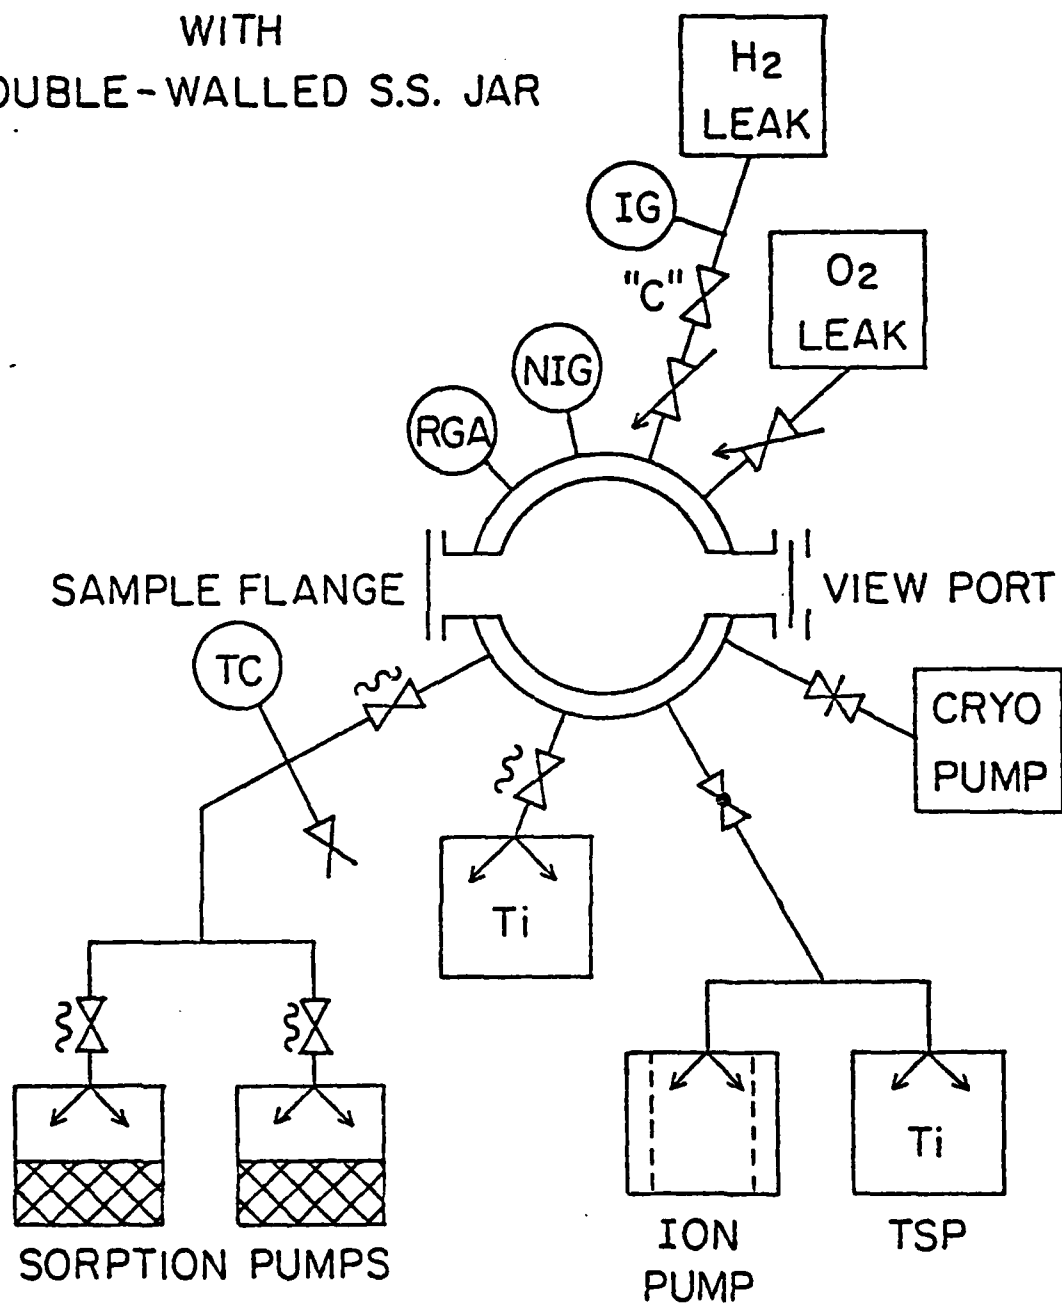 WITH
OUBLE-WALLED S.S. JAR
H2
LEAK
IG
"C"
O2
LEAK
NIG
RGA
SAMPLE FLANGE
VIEW PORT
TC
CRYO
PUMP
Ti
Ti
ION
PUMP
TSP
SORPTION PUMPS